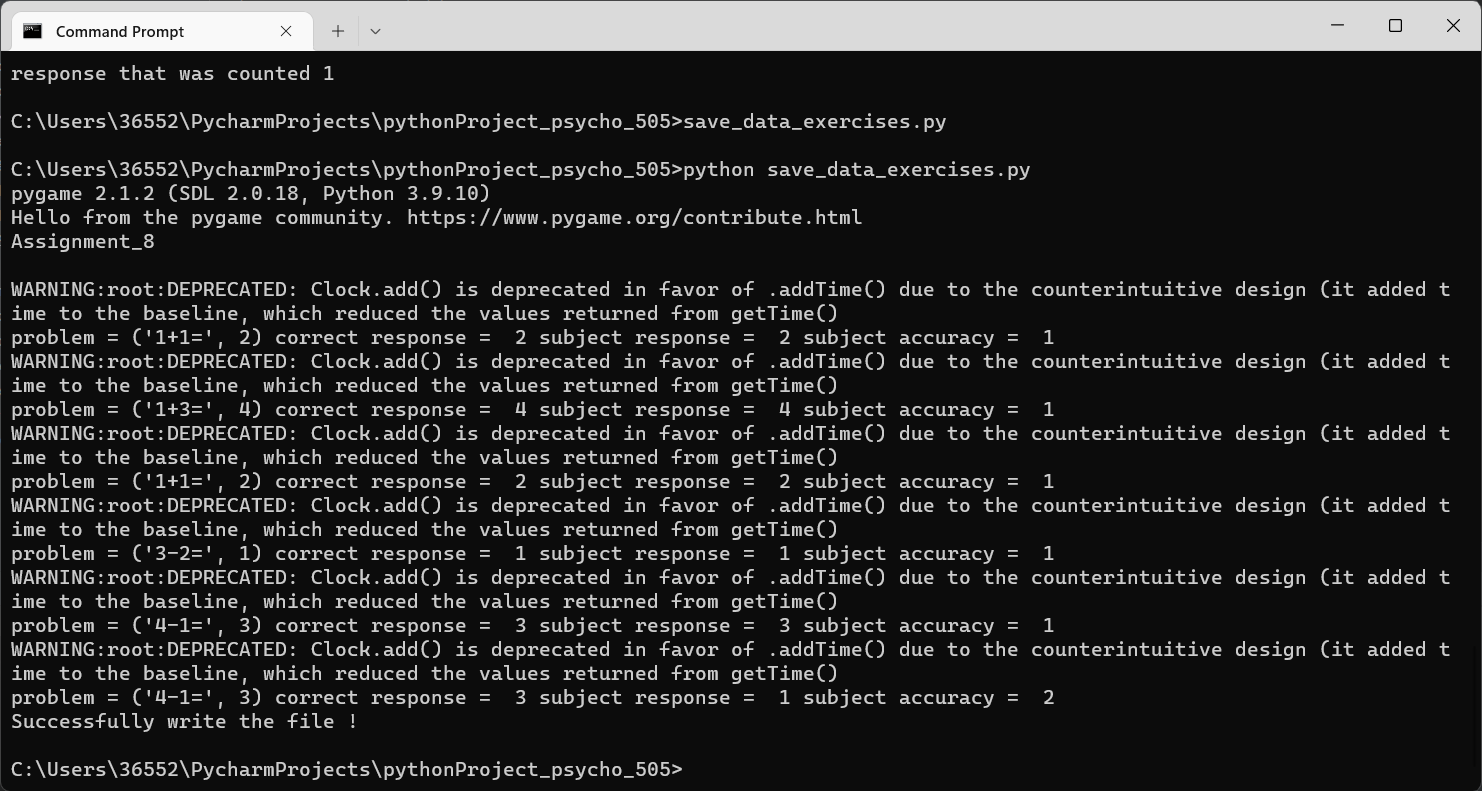 Command Prompt
response that was counted 1
C:\Users\36552\PycharmProjects\pythonProject_psycho_505>save_data_exercises.py
C:\Users\36552\PycharmProjects\pythonProject_psycho_505>python save_data_exercises.py
pygame 2.1.2 (SDL 2.0.18, Python 3.9.10)
Hello from the pygame community. https://www.pygame.org/contribute.html
Assignment_8
WARNING:root:DEPRECATED: Clock.add() is deprecated in favor of .addTime() due to the counterintuitive design (it added t
ime to the baseline, which reduced the values returned from getTime()
problem = ('1+1=', 2) correct response =  2 subject response =  2 subject accuracy =  1
WARNING:root:DEPRECATED: Clock.add() is deprecated in favor of .addTime() due to the counterintuitive design (it added t
ime to the baseline, which reduced the values returned from getTime()
problem = ('1+3=', 4) correct response =  4 subject response =  4 subject accuracy =  1
WARNING:root:DEPRECATED: Clock.add() is deprecated in favor of .addTime() due to the counterintuitive design (it added t
ime to the baseline, which reduced the values returned from getTime()
problem = ('1+1=', 2) correct response =  2 subject response =  2 subject accuracy =  1
WARNING:root:DEPRECATED: Clock.add() is deprecated in favor of .addTime() due to the counterintuitive design (it added t
ime to the baseline, which reduced the values returned from getTime()
problem = ('3-2=', 1) correct response =  1 subject response =  1 subject accuracy =  1
WARNING:root:DEPRECATED: Clock.add() is deprecated in favor of .addTime() due to the counterintuitive design (it added t
ime to the baseline, which reduced the values returned from getTime()
problem = ('4-1=', 3) correct response =  3 subject response =  3 subject accuracy =  1
WARNING:root:DEPRECATED: Clock.add() is deprecated in favor of .addTime() due to the counterintuitive design (it added t
ime to the baseline, which reduced the values returned from getTime()
problem = ('4-1=', 3) correct response =  3 subject response =  1 subject accuracy =  2
Successfully write the file !
C:\Users\36552\PycharmProjects\pythonProject_psycho_505>